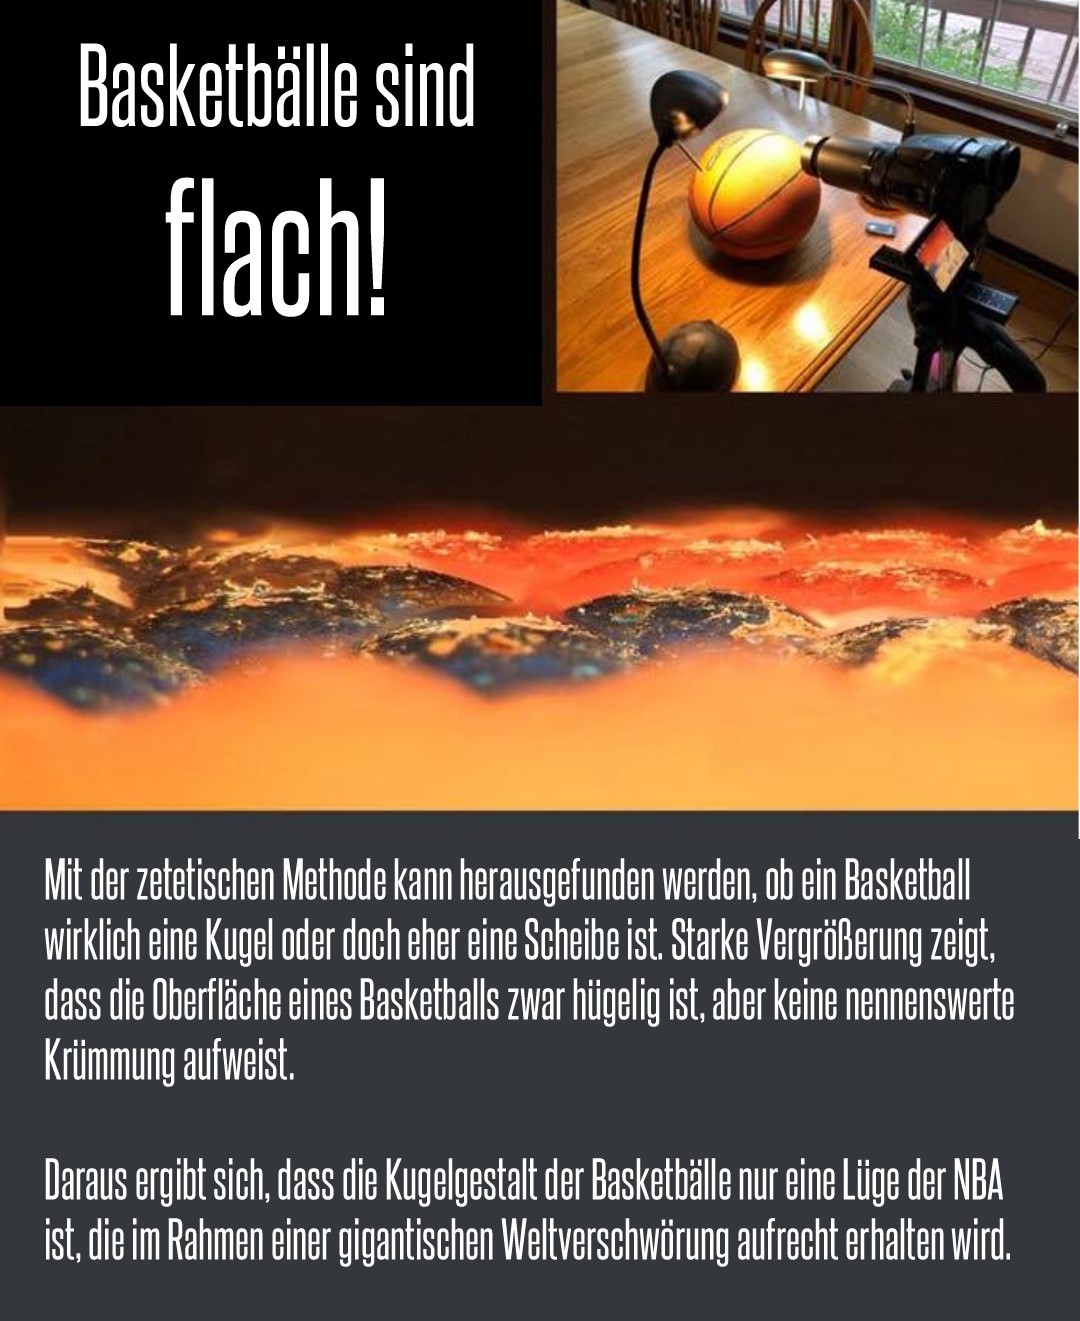 Basketbälle sind
flach!
Mit der zetetischen Methode kann herausgefunden werden, ob ein Basketball
wirklich eine Kugel oder doch eher eine Scheibe ist. Starke Vergrößerung zeigt,
dass die Oberfläche eines Basketballs zwar hügelig ist, aber keine nennenswerte
Krümmung aufweist.
Daraus ergibt sich, dass die Kugelgestalt der Basketbälle nur eine Lüge der NBA
ist, die im Rahmen einer gigantischen Weltverschwörung aufrecht erhalten wird.